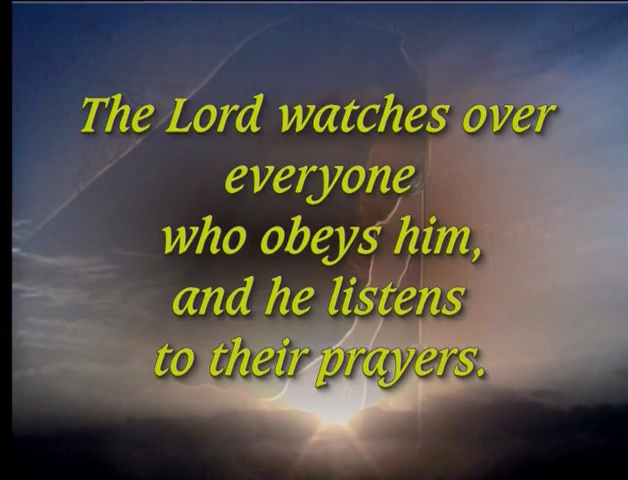 The Lord watches over
everyone
who obeys him,
and he listens
to their prayers.